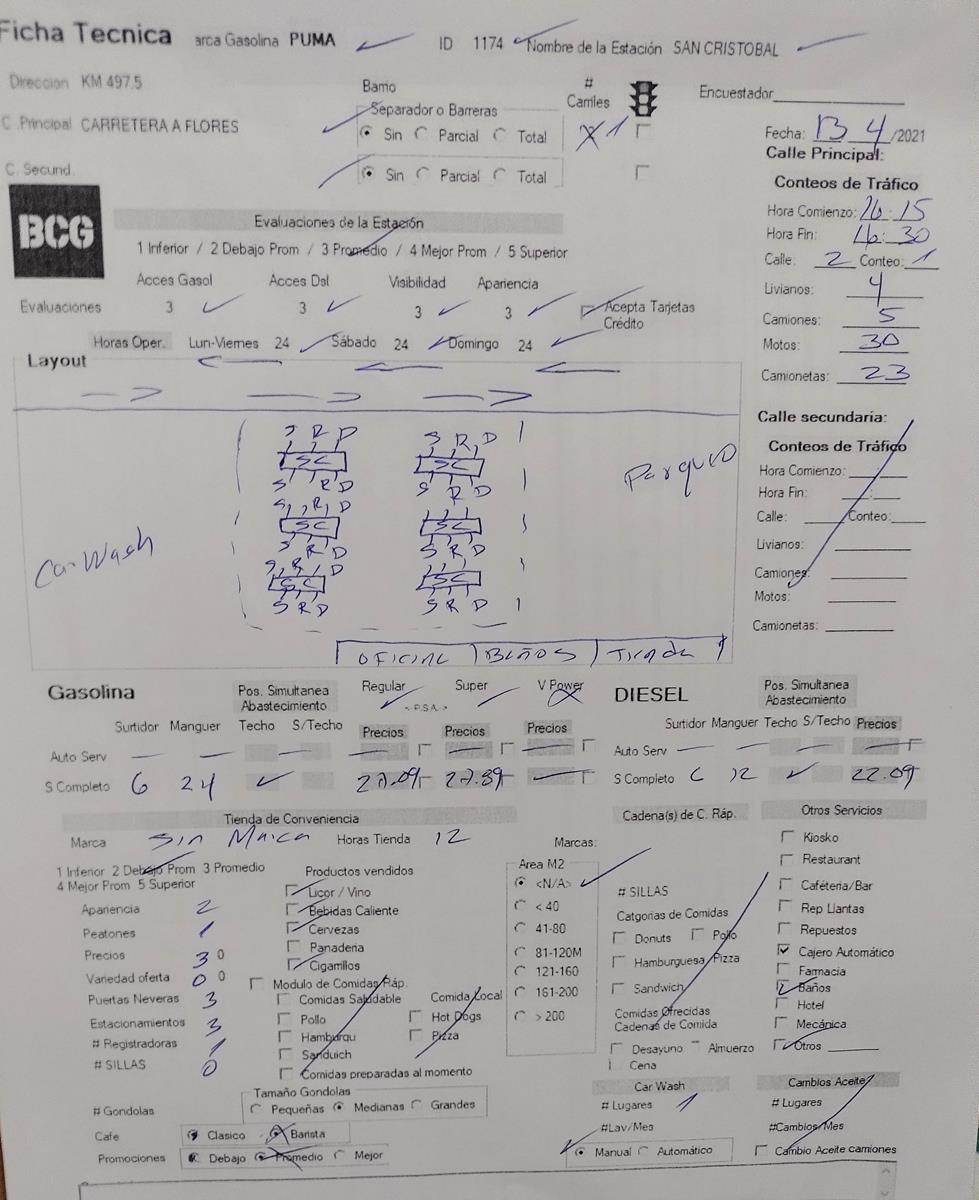 Ficha Tecnica arca Gasolina PUMA ID 1174 Nombre de la Estación SAN CRISTOBAL
Direccion KM 497.5 Barrio # Carriles Encuestador
C. Principal CARRETERA A FLORES Separador o Barreras
Sin Parcial Total 1 Fecha: 13 4 /2021
C. Secund. Sin Parcial Total
Calle Principal:
Conteos de Tráfico
Hora Comienzo: 16:15
Hora Fin: 16:30
Calle: 2 Conteo: 1
Livianos: 4
Camiones: 5
Motos: 30
Camionetas: 23
BCG
Evaluaciones de la Estación
1 Inferior / 2 Debajo Prom / 3 Promedio / 4 Mejor Prom / 5 Superior
Acces Gasol Acces Dsl Visibilidad Apariencia
Evaluaciones 3 3 3 3 Acepta Tarjetas Crédito
Horas Oper. Lun-Viernes 24 Sábado 24 Domingo 24
Layout
S R D S R D
SC SC
S R D S R D
S R D
SC SC
S R D S R D
S R D
SC SC
S R D S R D
Car Wash
Parqueo
OFICINA BAÑOS Tienda
Calle secundaria:
Conteos de Tráfico
Hora Comienzo:
Hora Fin:
Calle: Conteo:
Livianos:
Camiones:
Motos:
Camionetas:
Gasolina Pos. Simultanea Abastecimiento Regular Super V Power
< P.S.A. >
Surtidor Manguer Techo S/Techo Precios Precios Precios
Auto Serv
S Completo 6 24 22.09 22.89
DIESEL Pos. Simultanea Abastecimiento
Surtidor Manguer Techo S/Techo Precios
Auto Serv
S Completo 6 12 22.09
Tienda de Conveniencia
Marca Sin Marca Horas Tienda 12 Marcas:
1 Inferior 2 Debajo Prom 3 Promedio
4 Mejor Prom 5 Superior
Apariencia 2
Peatones 1
Precios 3 0
Variedad oferta 0 0
Puertas Neveras 3
Estacionamientos 3
# Registradoras 1
# SILLAS 0
Productos vendidos
Licor / Vino
Bebidas Caliente
Cervezas
Panaderia
Cigarrillos
Modulo de Comidas Ráp.
Comidas Saludable Comida Local
Pollo Hot Dogs
Hamburgu Pizza
Sanduich
Comidas preparadas al momento
Area M2
<N/A>
< 40
41-80
81-120M
121-160
161-200
> 200
Cadena(s) de C. Ráp.
# SILLAS
Catgorias de Comidas
Donuts Pollo
Hamburguesa Pizza
Sandwich
Comidas Ofrecidas
Cadenas de Comida
Desayuno Almuerzo
Cena
Otros Servicios
Kiosko
Restaurant
Caféteria/Bar
Rep Llantas
Repuestos
Cajero Automático
Farmacia
Baños
Hotel
Mecánica
Otros
# Gondolas Tamaño Gondolas
Pequeñas Medianas Grandes
Cafe Clasico Barista
Promociones Debajo Promedio Mejor
Car Wash
# Lugares 1
#Lav/Mes
Manual Automático
Cambios Aceite
# Lugares
#Cambios/Mes
Cambio Aceite camiones